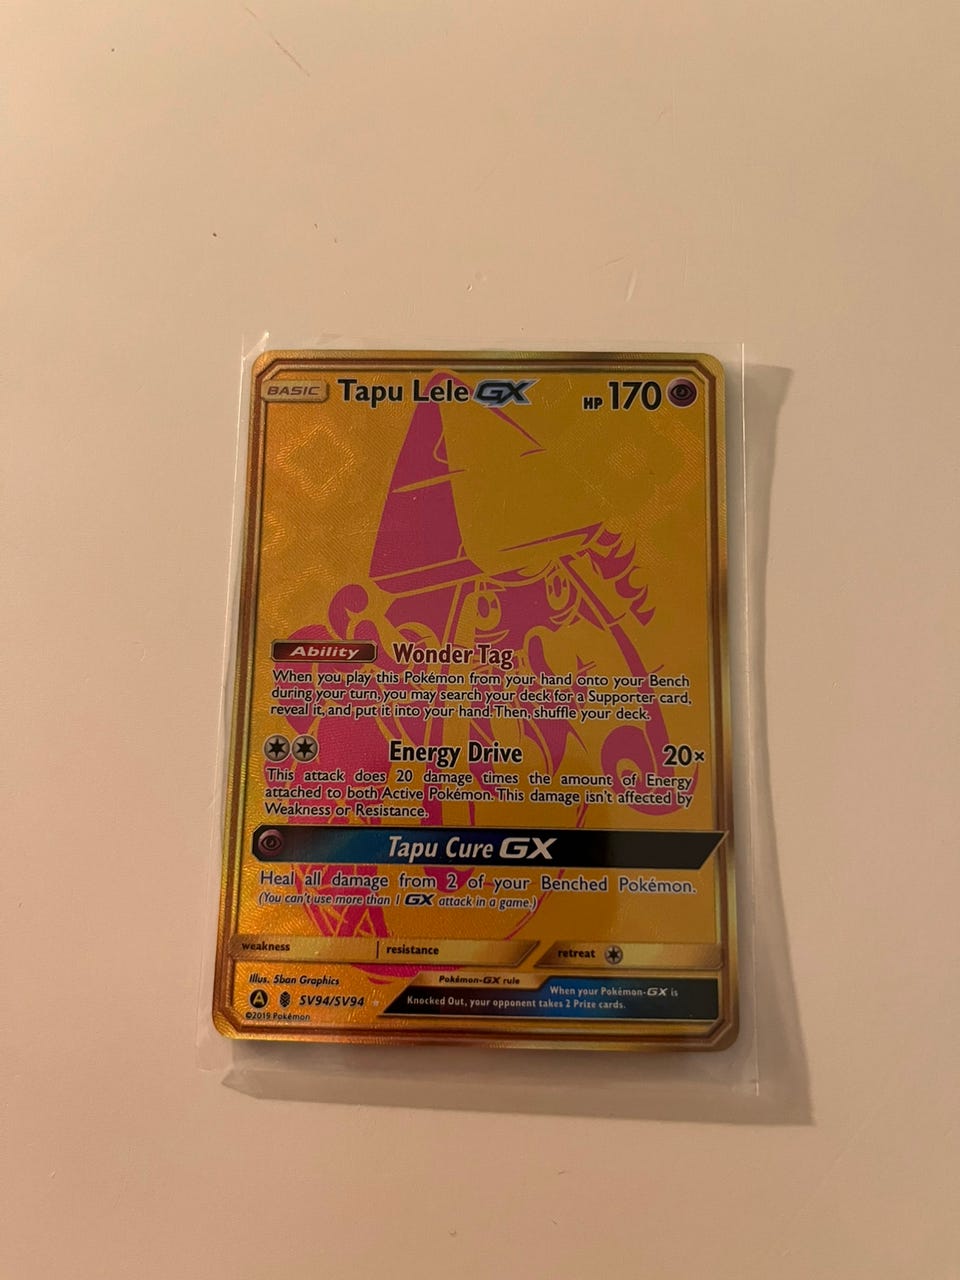 BASIC Tapu Lele GX HP 170
Ability Wonder Tag
When you play this Pokémon from your hand onto your Bench
during your turn, you may search your deck for a Supporter card,
reveal it, and put it into your hand. Then, shuffle your deck.
Energy Drive 20×
This attack does 20 damage times the amount of Energy
attached to both Active Pokémon. This damage isn't affected by
Weakness or Resistance.
Tapu Cure GX
Heal all damage from 2 of your Benched Pokémon.
(You can't use more than 1 GX attack in a game.)
weakness resistance retreat
Illus. 5ban Graphics
Pokémon-GX rule
When your Pokémon-GX is
Knocked Out, your opponent takes 2 Prize cards.
A SV94/SV94
©2019 Pokémon